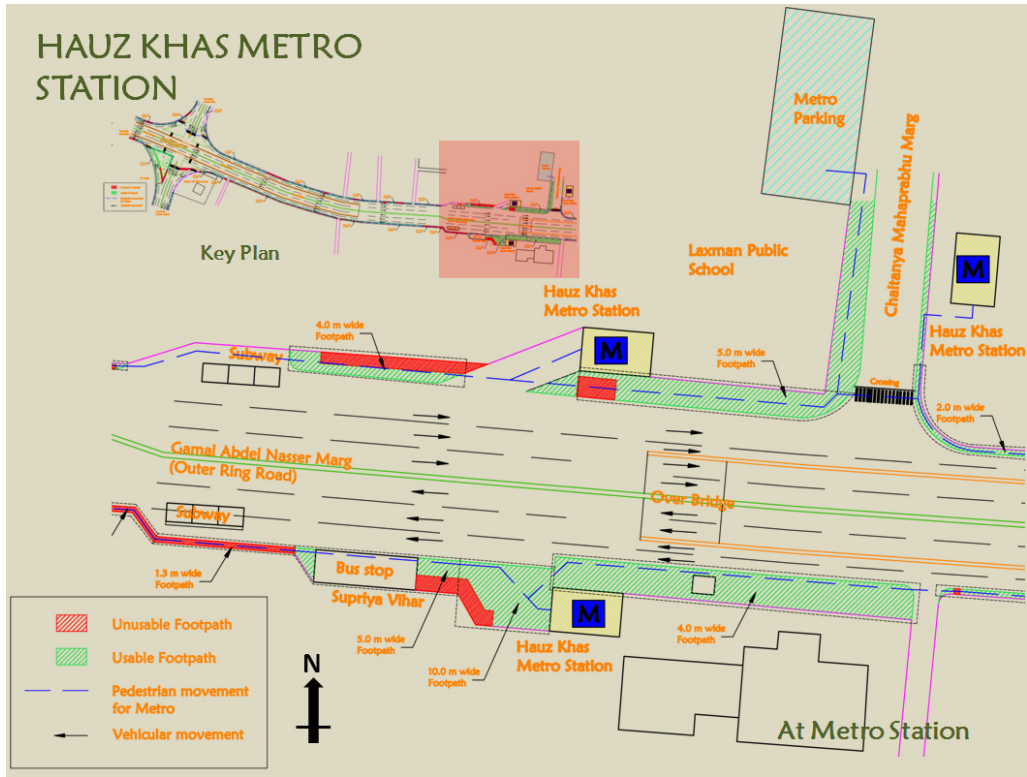 HAUZ KHAS METRO
STATION
Key Plan
Metro
Parking
Chaitanya Mahaprabhu Marg
Laxman Public
School
M
Hauz Khas
Metro Station
Hauz Khas
Metro Station
M
4.0 m wide
Footpath
Subway
5.0 m wide
Footpath
Crossing
2.0 m wide
Footpath
Gamal Abdel Nasser Marg
(Outer Ring Road)
Over Bridge
Subway
1.3 m wide
Footpath
Bus stop
Supriya Vihar
5.0 m wide
Footpath
10.0 m wide
Footpath
M
Hauz Khas
Metro Station
4.0 m wide
Footpath
Unusable Footpath
Usable Footpath
Pedestrian movement
for Metro
Vehicular movement
N
At Metro Station